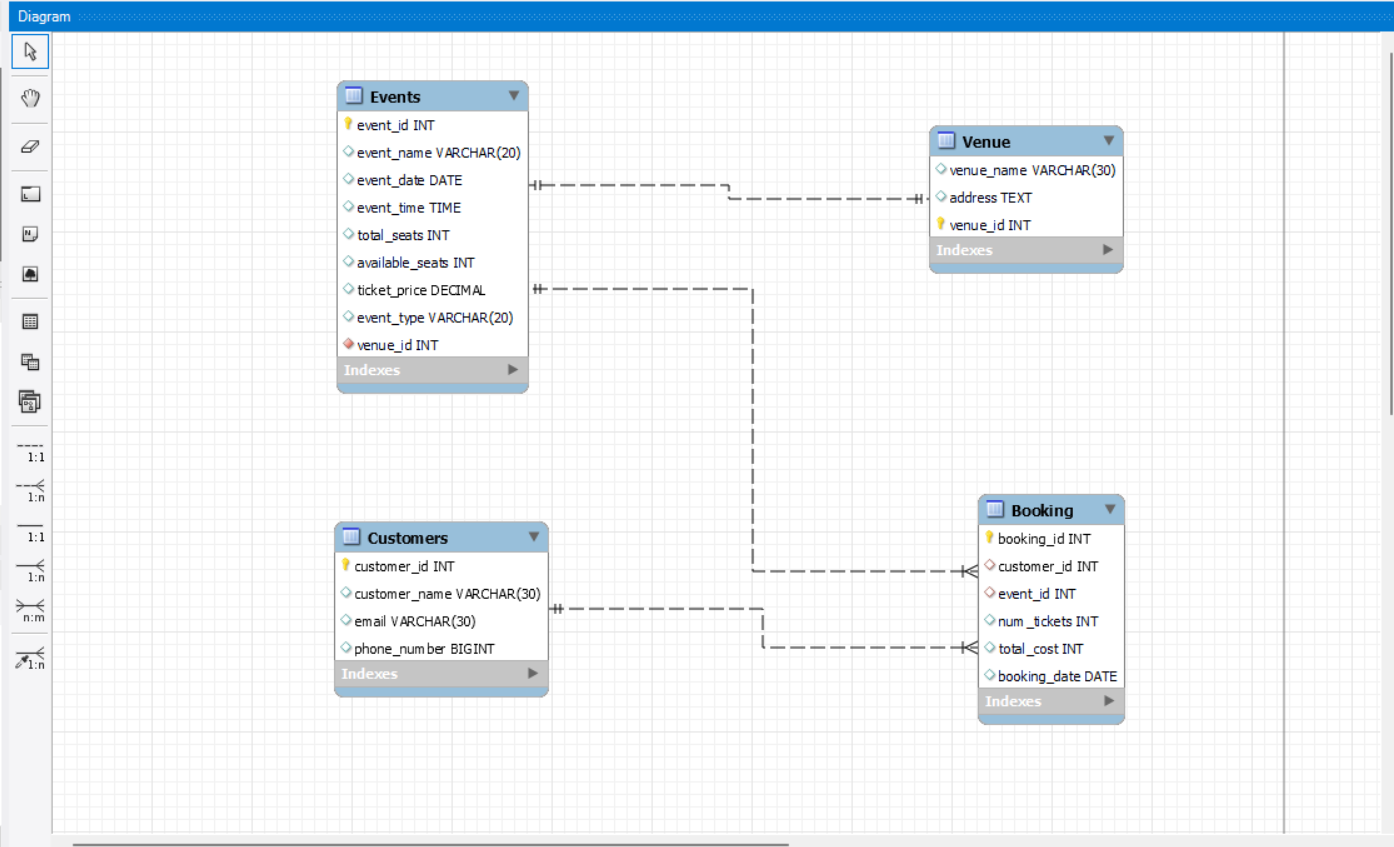 Diagram
Events
event_id INT
event_name VARCHAR(20)
event_date DATE
event_time TIME
total_seats INT
available_seats INT
ticket_price DECIMAL
event_type VARCHAR(20)
venue_id INT
Indexes
Venue
venue_name VARCHAR(30)
address TEXT
venue_id INT
Indexes
Customers
customer_id INT
customer_name VARCHAR(30)
email VARCHAR(30)
phone_number BIGINT
Indexes
Booking
booking_id INT
customer_id INT
event_id INT
num_tickets INT
total_cost INT
booking_date DATE
Indexes
1:1
1:n
1:1
1:n
n:m
1:n